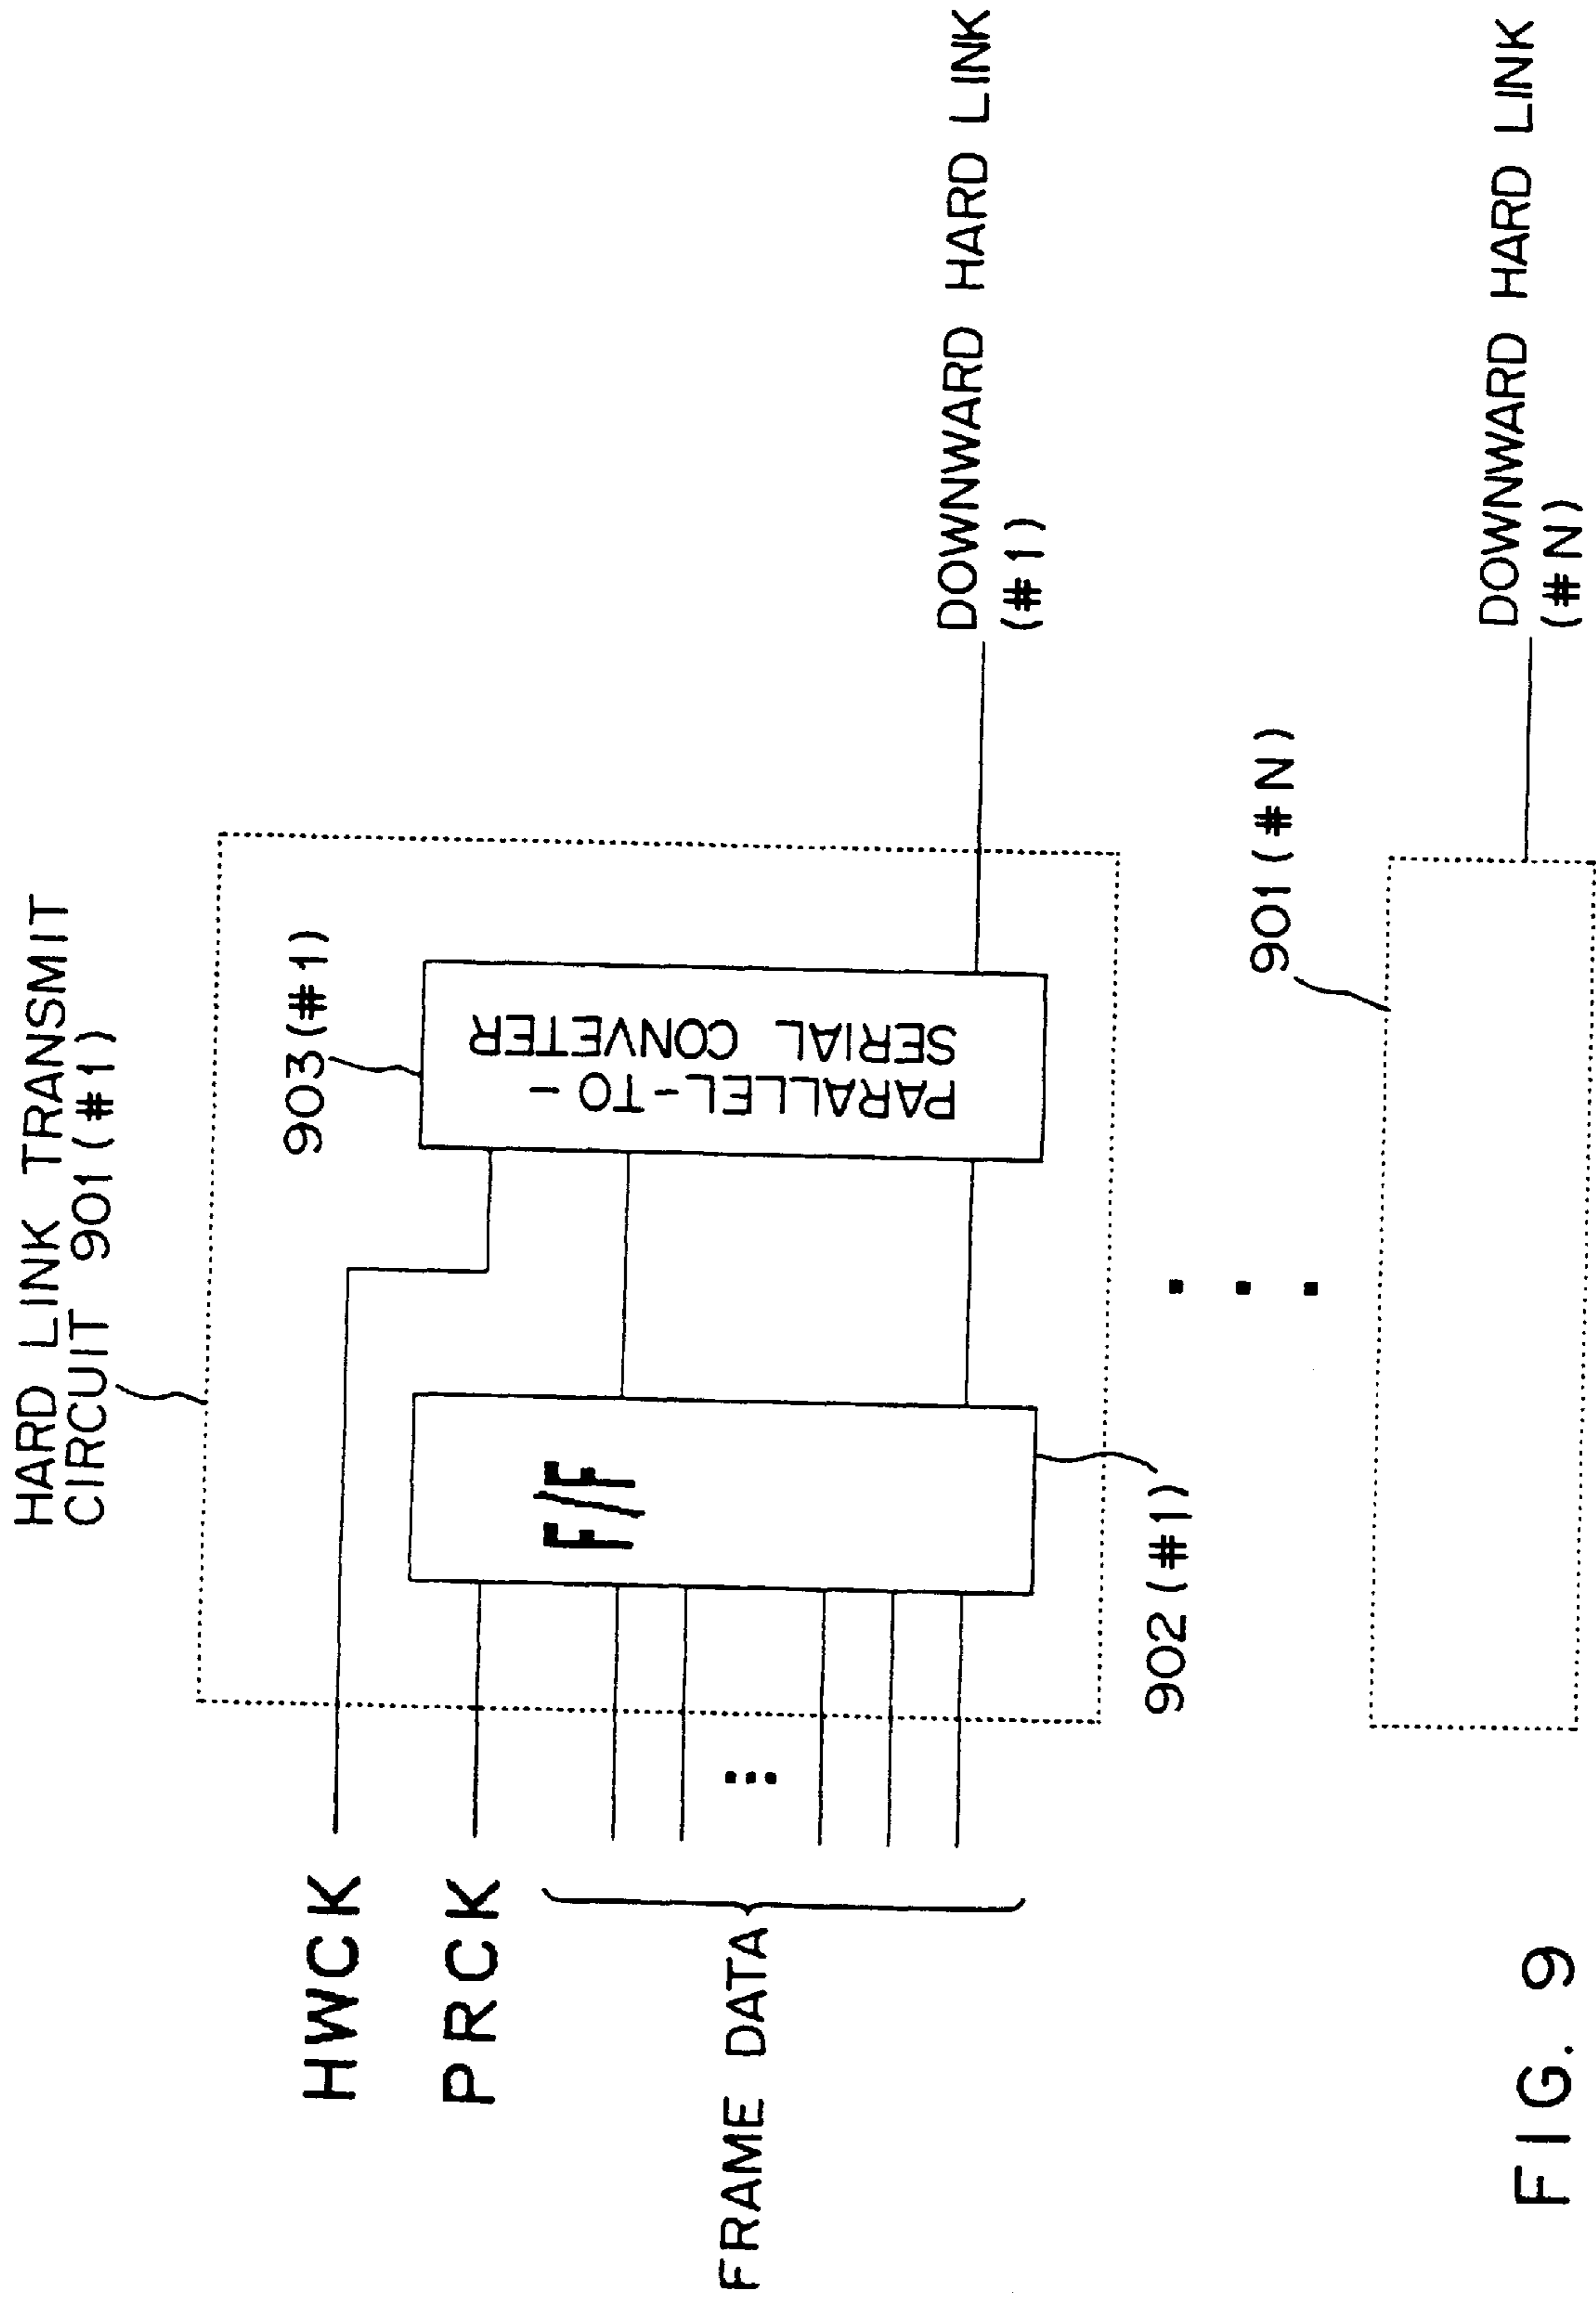 HARD LINK TRANSMIT
CIRCUIT 901(#1)
HWCK
PRCK
FRAME DATA
F/F
902(#1)
903(#1)
PARALLEL-TO-
SERIAL CONVETER
DOWNWARD HARD LINK
(#1)
901(#N)
DOWNWARD HARD LINK
(#N)
FIG. 9